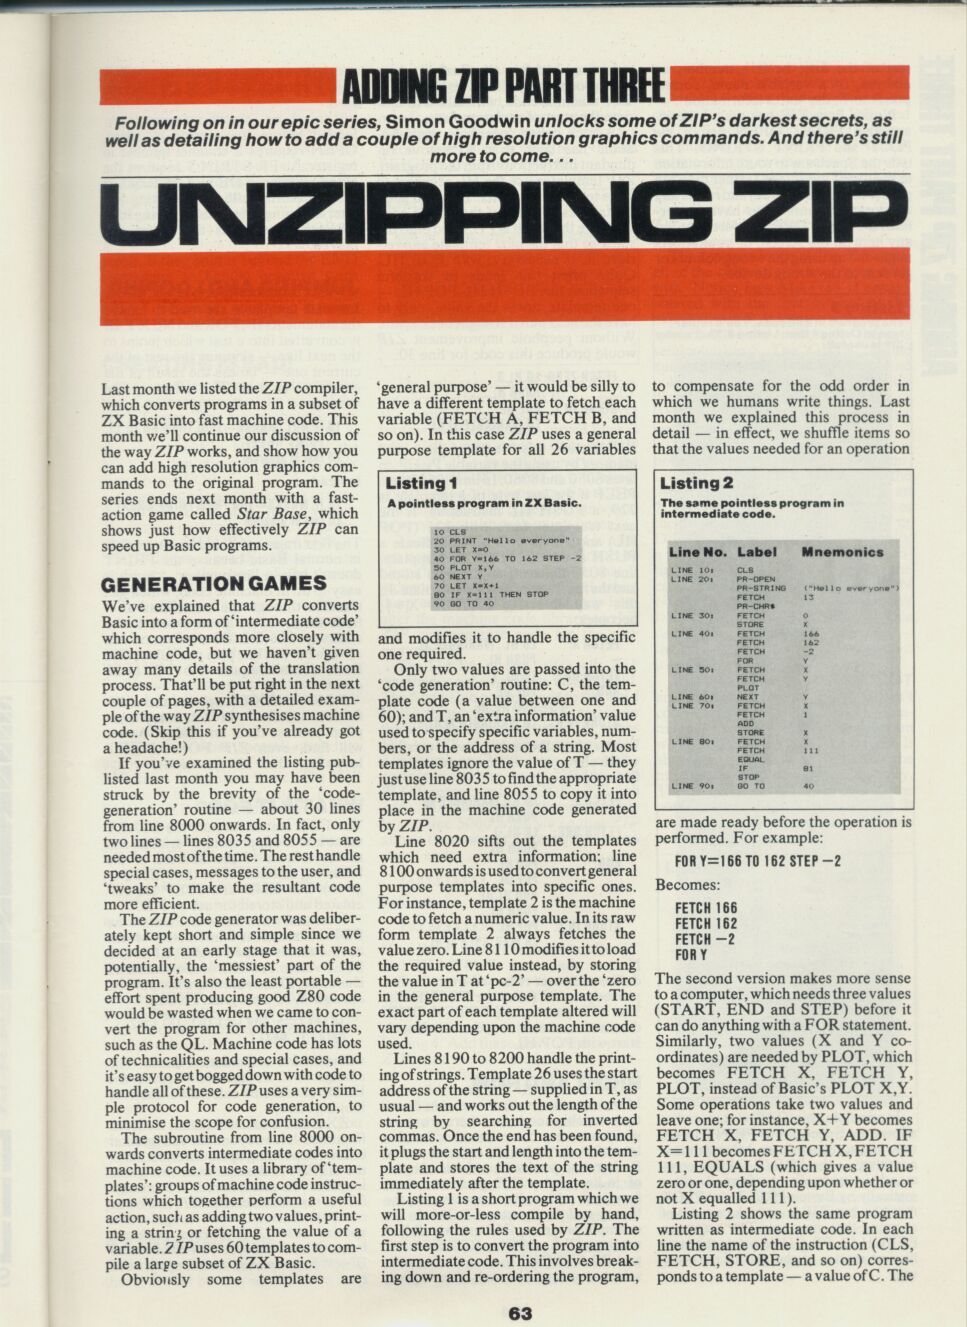 ADDING ZIP PART THREE
Following on in our epic series, Simon Goodwin unlocks some of ZIP's darkest secrets, as
well as detailing how to add a couple of high resolution graphics commands. And there's still
more to come. . .
UNZIPPING ZIP
Last month we listed the ZIP compiler,
which converts programs in a subset of
ZX Basic into fast machine code. This
month we'll continue our discussion of
the way ZIP works, and show how you
can add high resolution graphics com-
mands to the original program. The
series ends next month with a fast-
action game called Star Base, which
shows just how effectively ZIP can
speed up Basic programs.
GENERATION GAMES
We've explained that ZIP converts
Basic into a form of 'intermediate code'
which corresponds more closely with
machine code, but we haven't given
away many details of the translation
process. That'll be put right in the next
couple of pages, with a detailed exam-
ple of the way ZIP synthesises machine
code. (Skip this if you've already got
a headache!)
If you've examined the listing pub-
listed last month you may have been
struck by the brevity of the 'code-
generation' routine — about 30 lines
from line 8000 onwards. In fact, only
two lines — lines 8035 and 8055 — are
needed most of the time. The rest handle
special cases, messages to the user, and
'tweaks' to make the resultant code
more efficient.
The ZIP code generator was deliber-
ately kept short and simple since we
decided at an early stage that it was,
potentially, the 'messiest' part of the
program. It's also the least portable —
effort spent producing good Z80 code
would be wasted when we came to con-
vert the program for other machines,
such as the QL. Machine code has lots
of technicalities and special cases, and
it's easy to get bogged down with code to
handle all of these. ZIP uses a very sim-
ple protocol for code generation, to
minimise the scope for confusion.
The subroutine from line 8000 on-
wards converts intermediate codes into
machine code. It uses a library of 'tem-
plates': groups of machine code instruc-
tions which together perform a useful
action, such as adding two values, print-
ing a string or fetching the value of a
variable. ZIP uses 60 templates to com-
pile a large subset of ZX Basic.
Obviously some templates are
'general purpose' — it would be silly to
have a different template to fetch each
variable (FETCH A, FETCH B, and
so on). In this case ZIP uses a general
purpose template for all 26 variables
Listing 1
A pointless program in ZX Basic.
10 CLS
20 PRINT "Hello everyone"
30 LET X=0
40 FOR Y=166 TO 162 STEP -2
50 PLOT X,Y
60 NEXT Y
70 LET X=X+1
80 IF X=111 THEN STOP
90 GO TO 40
and modifies it to handle the specific
one required.
Only two values are passed into the
'code generation' routine: C, the tem-
plate code (a value between one and
60); and T, an 'extra information' value
used to specify specific variables, num-
bers, or the address of a string. Most
templates ignore the value of T — they
just use line 8035 to find the appropriate
template, and line 8055 to copy it into
place in the machine code generated
by ZIP.
Line 8020 sifts out the templates
which need extra information; line
8100 onwards is used to convert general
purpose templates into specific ones.
For instance, template 2 is the machine
code to fetch a numeric value. In its raw
form template 2 always fetches the
value zero. Line 8110 modifies it to load
the required value instead, by storing
the value in T at 'pc-2' — over the 'zero
in the general purpose template. The
exact part of each template altered will
vary depending upon the machine code
used.
Lines 8190 to 8200 handle the print-
ing of strings. Template 26 uses the start
address of the string — supplied in T, as
usual — and works out the length of the
string by searching for inverted
commas. Once the end has been found,
it plugs the start and length into the tem-
plate and stores the text of the string
immediately after the template.
Listing 1 is a short program which we
will more-or-less compile by hand,
following the rules used by ZIP. The
first step is to convert the program into
intermediate code. This involves break-
ing down and re-ordering the program,
to compensate for the odd order in
which we humans write things. Last
month we explained this process in
detail — in effect, we shuffle items so
that the values needed for an operation
Listing 2
The same pointless program in
intermediate code.
Line No. Label Mnemonics
LINE 10: CLS
LINE 20: PR-OPEN
PR-STRING ("Hello everyone")
FETCH 13
PR-CHR$
LINE 30: FETCH 0
STORE X
LINE 40: FETCH 166
FETCH 162
FETCH -2
FOR Y
LINE 50: FETCH X
FETCH Y
PLOT
LINE 60: NEXT Y
LINE 70: FETCH X
FETCH 1
ADD
STORE X
LINE 80: FETCH X
FETCH 111
EQUAL
IF 81
STOP
LINE 90: GO TO 40
are made ready before the operation is
performed. For example:
FOR Y=166 TO 162 STEP −2
Becomes:
FETCH 166
FETCH 162
FETCH −2
FOR Y
The second version makes more sense
to a computer, which needs three values
(START, END and STEP) before it
can do anything with a FOR statement.
Similarly, two values (X and Y co-
ordinates) are needed by PLOT, which
becomes FETCH X, FETCH Y,
PLOT, instead of Basic's PLOT X,Y.
Some operations take two values and
leave one; for instance, X+Y becomes
FETCH X, FETCH Y, ADD. IF
X=111 becomes FETCH X, FETCH
111, EQUALS (which gives a value
zero or one, depending upon whether or
not X equalled 111).
Listing 2 shows the same program
written as intermediate code. In each
line the name of the instruction (CLS,
FETCH, STORE, and so on) corres-
ponds to a template — a value of C. The
63